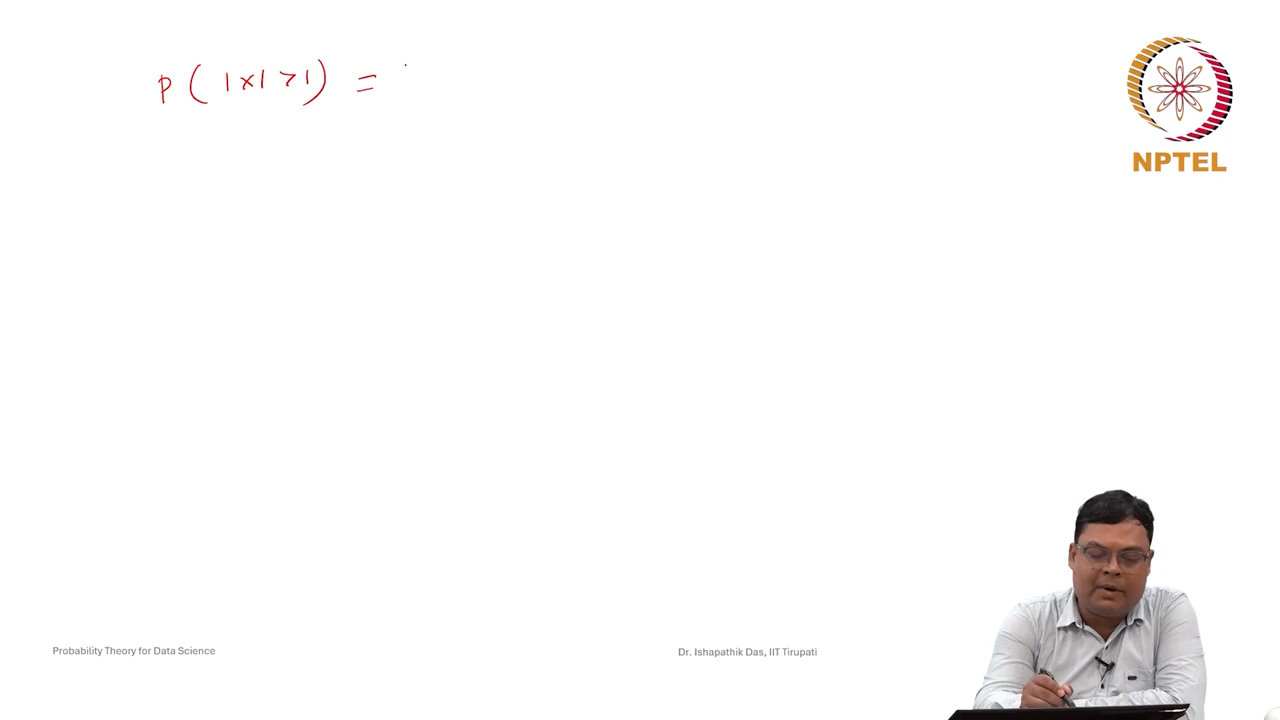 P ( |x| > 1 ) =
NPTEL
Probability Theory for Data Science
Dr. Ishapathik Das, IIT Tirupati